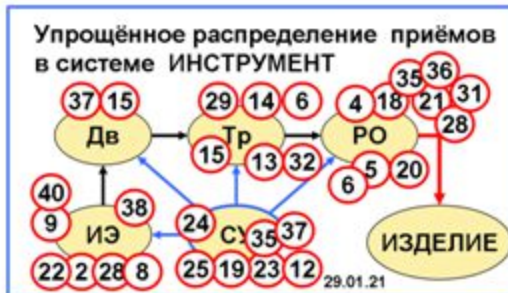 Упрощённое распределение приёмов
в системе ИНСТРУМЕНТ
35 36
37 15 29 14 6 4 18 21 31
28
Дв Тр РО
15 13 32 5 20
6
40
9 38 24 37
35
ИЭ СУ ИЗДЕЛИЕ
22 2 28 8 25 19 23 12
29.01.21